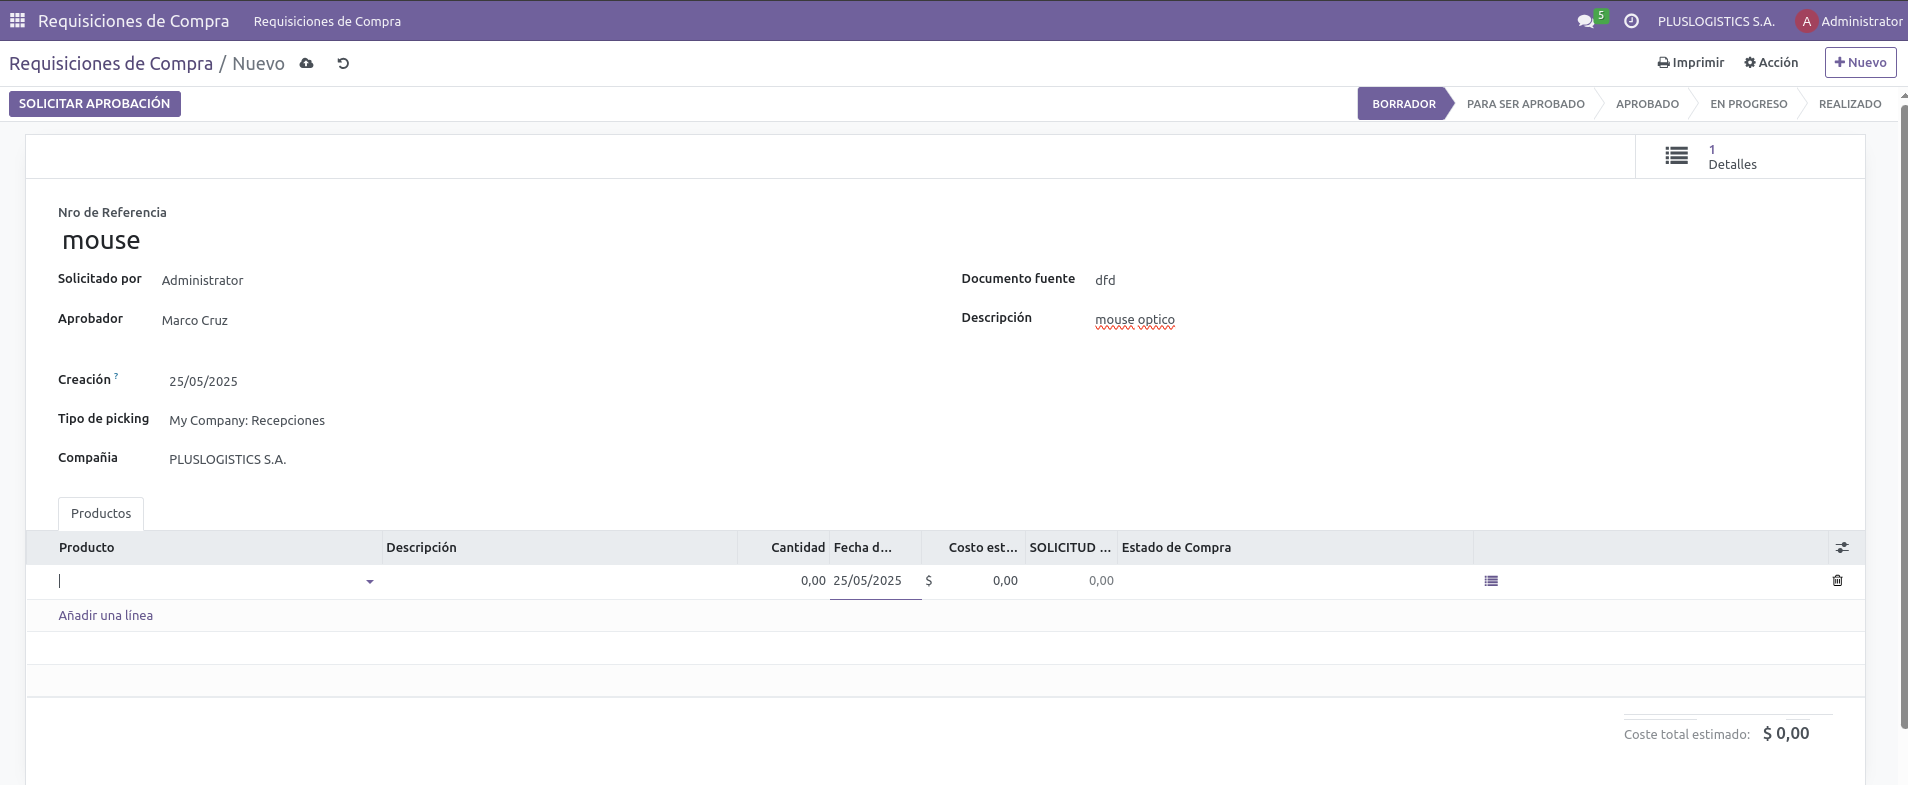 Requisiciones de Compra Requisiciones de Compra 5 PLUSLOGISTICS S.A. A Administrator
Requisiciones de Compra / Nuevo Imprimir Acción + Nuevo
SOLICITAR APROBACIÓN BORRADOR PARA SER APROBADO APROBADO EN PROGRESO REALIZADO
1
Detalles
Nro de Referencia
mouse
Solicitado por Administrator Documento fuente dfd
Aprobador Marco Cruz Descripción mouse optico
Creación ? 25/05/2025
Tipo de picking My Company: Recepciones
Compañia PLUSLOGISTICS S.A.
Productos
Producto Descripción Cantidad Fecha d... Costo est... SOLICITUD ... Estado de Compra
0,00 25/05/2025 $ 0,00 0,00
Añadir una línea
Coste total estimado: $ 0,00